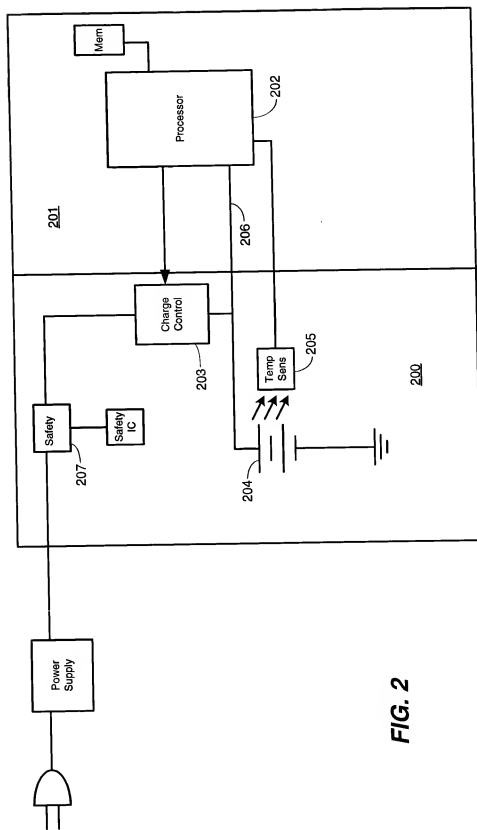 Mem
Processor
202
201
206
Charge
Control
203
Temp
Sens
205
200
204
Safety
Safety
IC
207
Power
Supply
FIG. 2